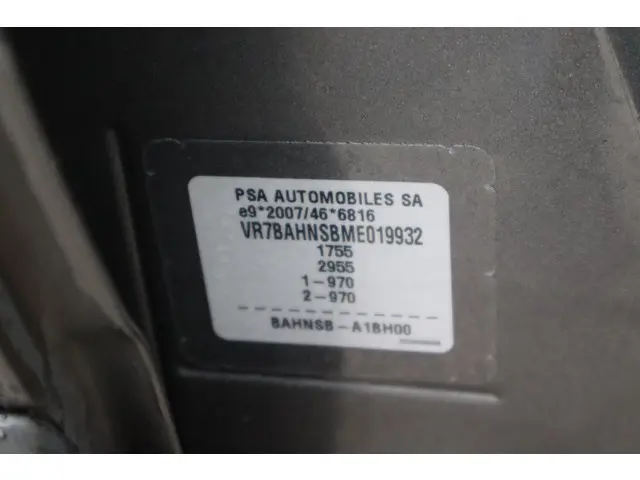 PSA AUTOMOBILES SA
e9*2007/46*6816
VR7BAHNSBME019932
1755
2955
1-970
2-970
BAHNSB-A1BH00